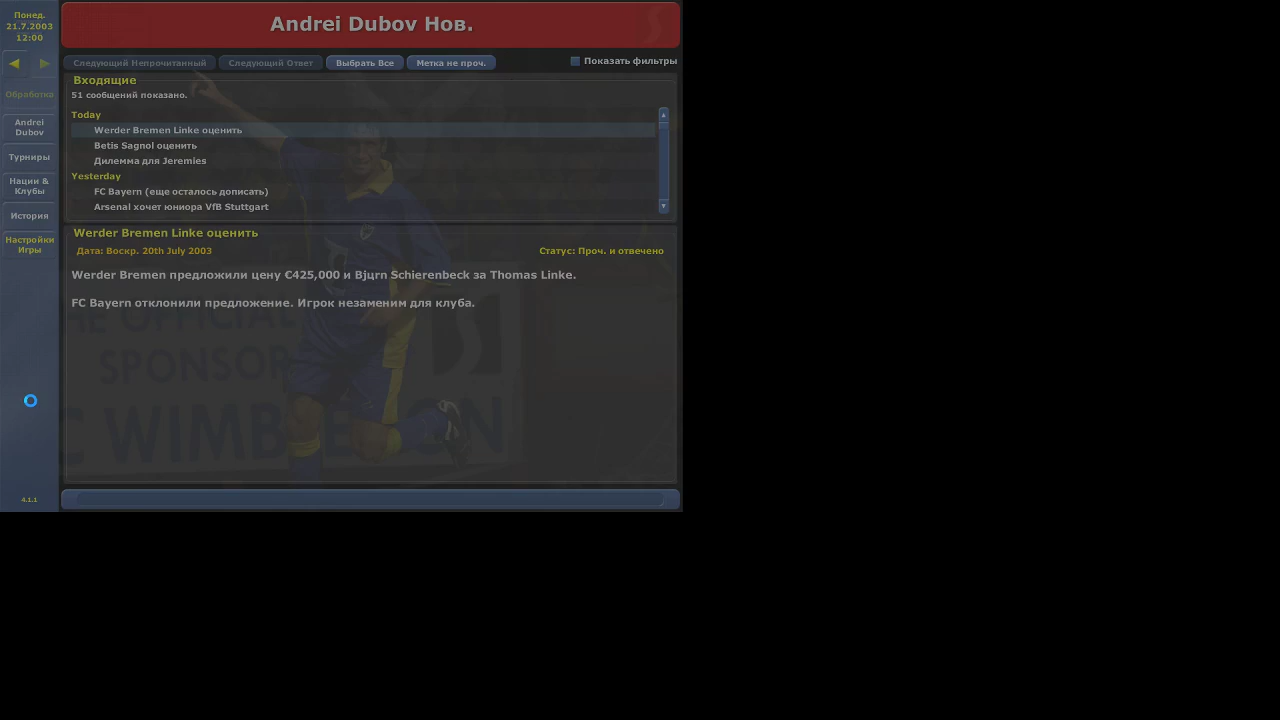 Понед.
21.7.2003
12:00
Обработка
Andrei
Dubov
Турниры
Нации &
Клубы
История
Настройки
Игры
4.1.1
Andrei Dubov Нов.
Следующий Непрочитанный
Следующий Ответ
Выбрать Все
Метка не проч.
Показать фильтры
Входящие
51 сообщений показано.
Today
Werder Bremen Linke оценить
Betis Sagnol оценить
Дилемма для Jeremies
Yesterday
FC Bayern (еще осталось дописать)
Arsenal хочет юниора VfB Stuttgart
Werder Bremen Linke оценить
Дата: Воскр. 20th July 2003
Статус: Проч. и отвечено
Werder Bremen предложили цену €425,000 и Bjцrn Schierenbeck за Thomas Linke.
FC Bayern отклонили предложение. Игрок незаменим для клуба.
THE OFFICIAL
SPONSOR